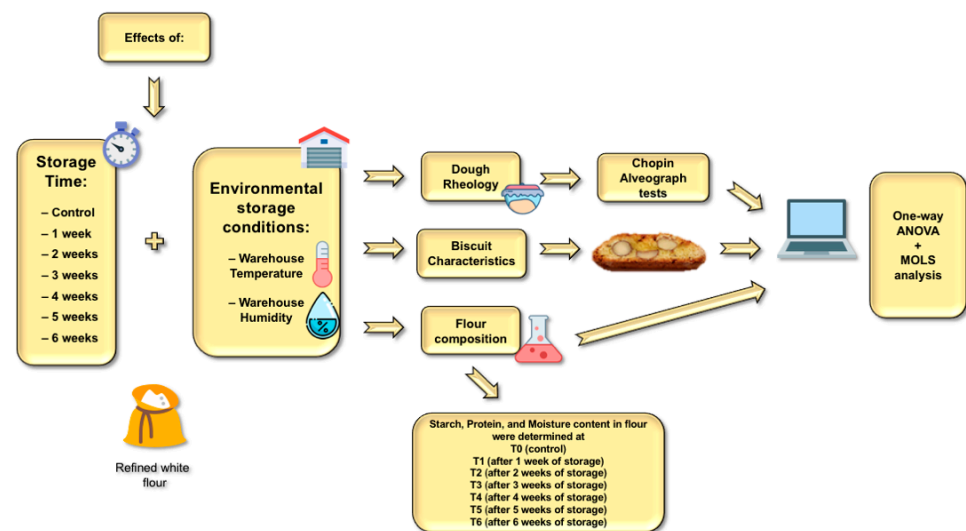 Effects of:
Storage
Time:
– Control
– 1 week
– 2 weeks
– 3 weeks
– 4 weeks
– 5 weeks
– 6 weeks
Environmental
storage
conditions:
– Warehouse
Temperature
– Warehouse
Humidity
%
Dough
Rheology
Chopin
Alveograph
tests
Biscuit
Characteristics
Flour
composition
One-way
ANOVA
+
MOLS
analysis
Starch, Protein, and Moisture content in flour
were determined at
T0 (control)
T1 (after 1 week of storage)
T2 (after 2 weeks of storage)
T3 (after 3 weeks of storage)
T4 (after 4 weeks of storage)
T5 (after 5 weeks of storage)
T6 (after 6 weeks of storage)
Refined white
flour